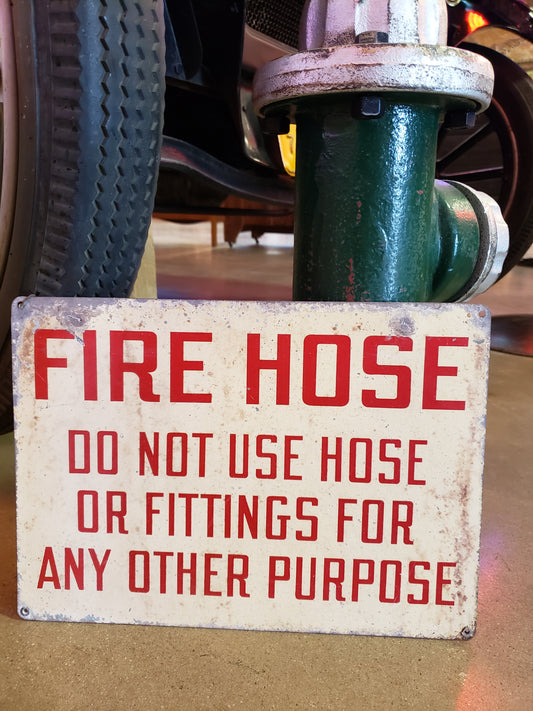 FIRE HOSE
DO NOT USE HOSE
OR FITTINGS FOR
ANY OTHER PURPOSE